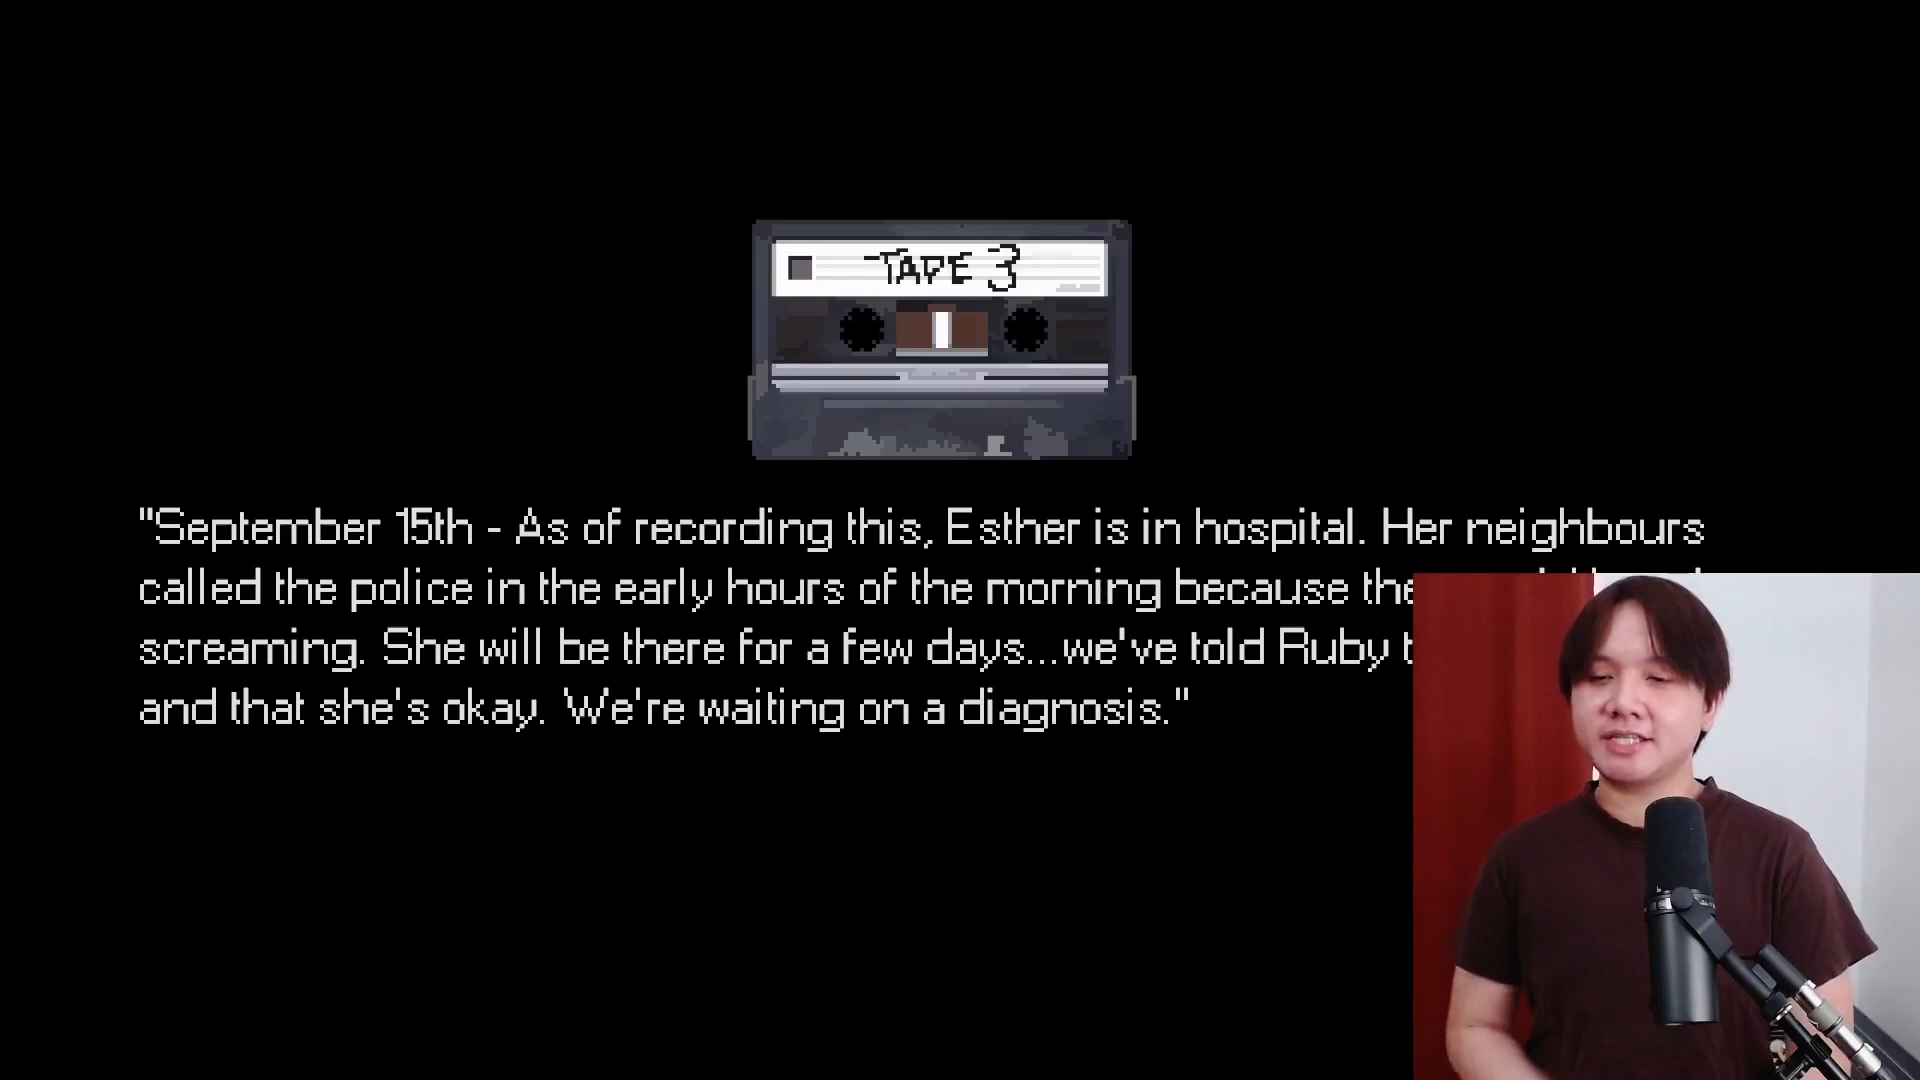 TAPE 3
"September 15th - As of recording this, Esther is in hospital. Her neighbours
called the police in the early hours of the morning because
screaming. She will be there for a few days...we've told Ruby
and that she's okay. We're waiting on a diagnosis."